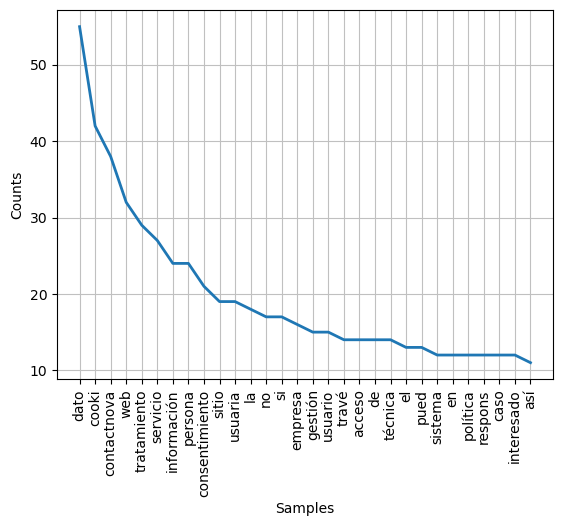 50
40
30
20
10
Counts
dato
cooki
contactnova
web
tratamiento
servicio
información
persona
consentimiento
sitio
usuaria
la
no
si
empresa
gestión
usuario
travé
acceso
de
técnica
el
pued
sistema
en
política
respons
caso
interesado
así
Samples